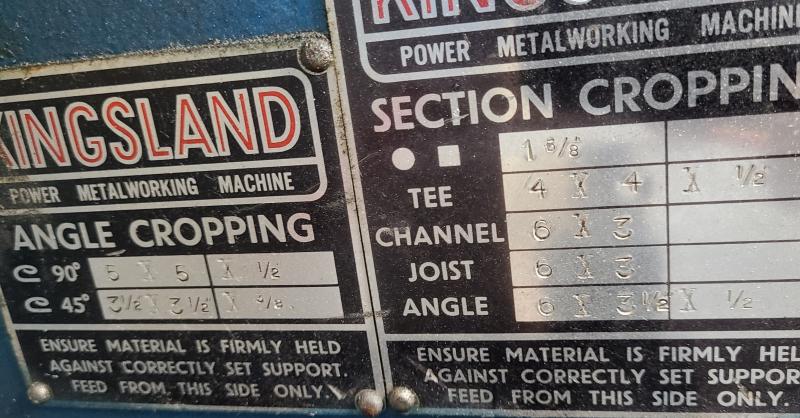 KINGSLAND
POWER METALWORKING MACHINE
ANGLE CROPPING
@ 90° 5 X 5 X 1/2
@ 45° 3 1/2 X 3 1/2 X 3/8
ENSURE MATERIAL IS FIRMLY HELD
AGAINST CORRECTLY SET SUPPORT.
FEED FROM THIS SIDE ONLY.
KINGS
POWER METALWORKING MACHINE
SECTION CROPPIN
● ■ 1 5/8
TEE 4 X 4 X 1/2
CHANNEL 6 X 3
JOIST 6 X 3
ANGLE 6 X 3 1/2 X 1/2
ENSURE MATERIAL IS FIRMLY HEL
AGAINST CORRECTLY SET SUPPOR
FEED FROM THIS SIDE ONLY.